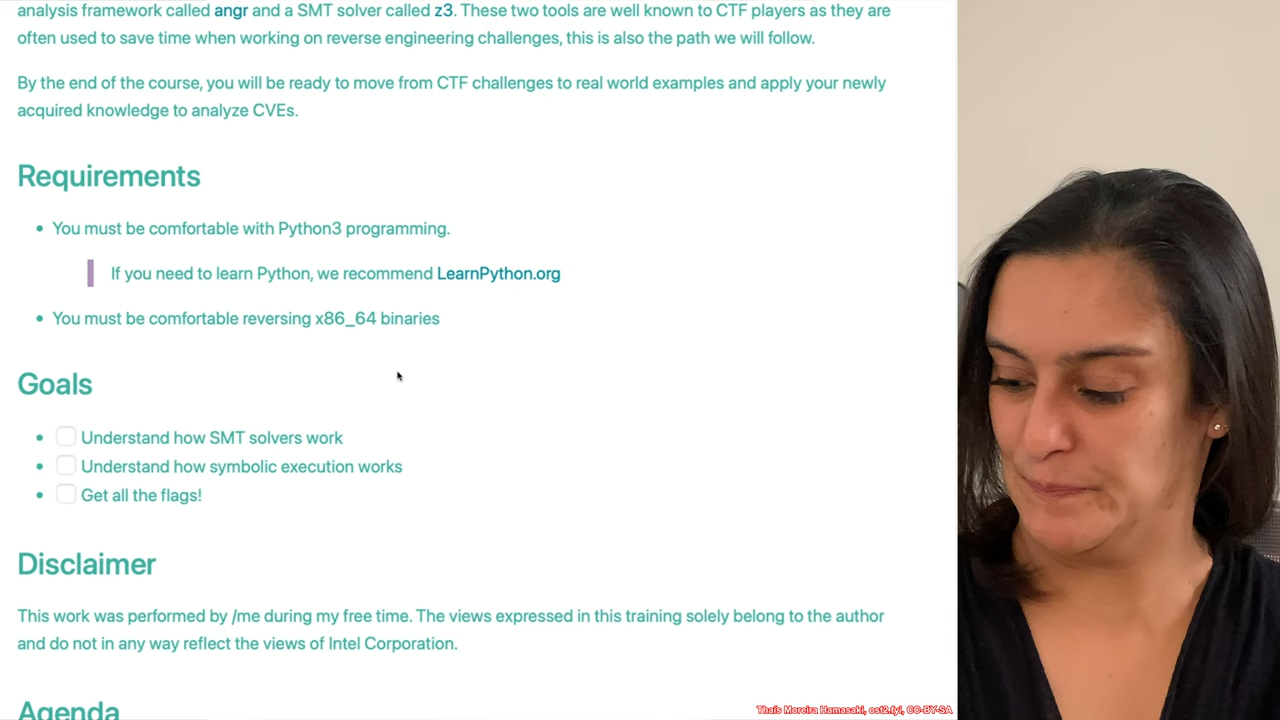 analysis framework called angr and a SMT solver called z3. These two tools are well known to CTF players as they are
often used to save time when working on reverse engineering challenges, this is also the path we will follow.
By the end of the course, you will be ready to move from CTF challenges to real world examples and apply your newly
acquired knowledge to analyze CVEs.
Requirements
You must be comfortable with Python3 programming.
If you need to learn Python, we recommend LearnPython.org
You must be comfortable reversing x86_64 binaries
Goals
Understand how SMT solvers work
Understand how symbolic execution works
Get all the flags!
Disclaimer
This work was performed by /me during my free time. The views expressed in this training solely belong to the author
and do not in any way reflect the views of Intel Corporation.
Agenda
Thais Moreira Hamasaki, ost2.fyi, CC-BY-SA